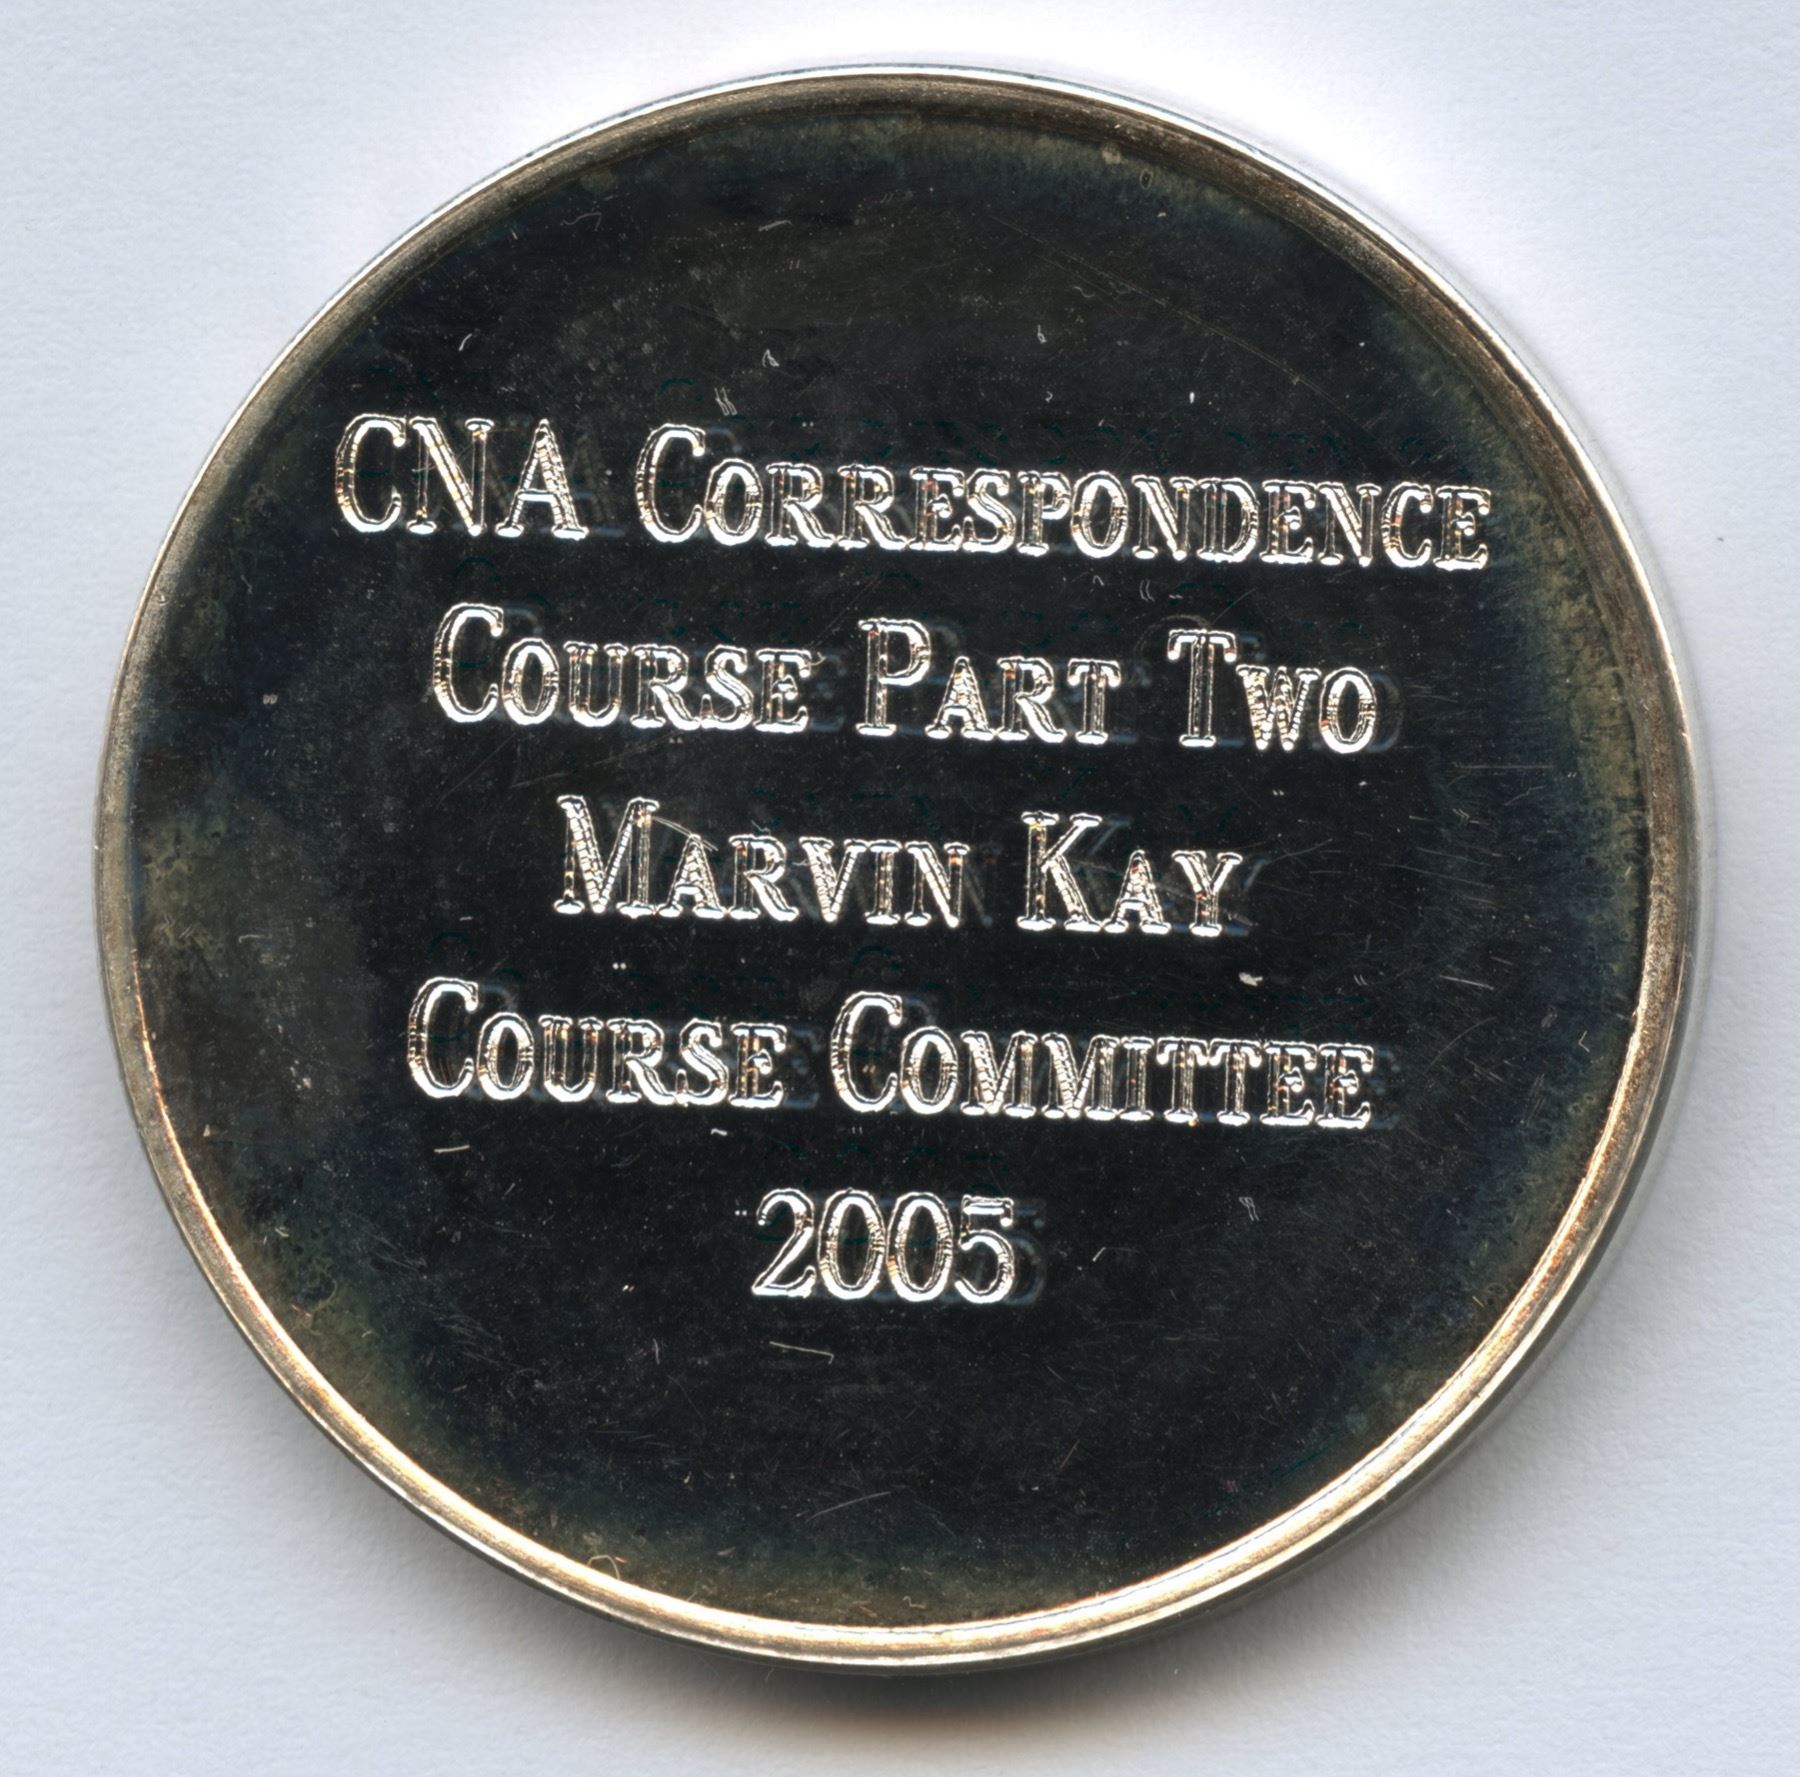 CNA CORRESPONDENCE
COURSE PART TWO
MARVIN KAY
COURSE COMMITTEE
2005